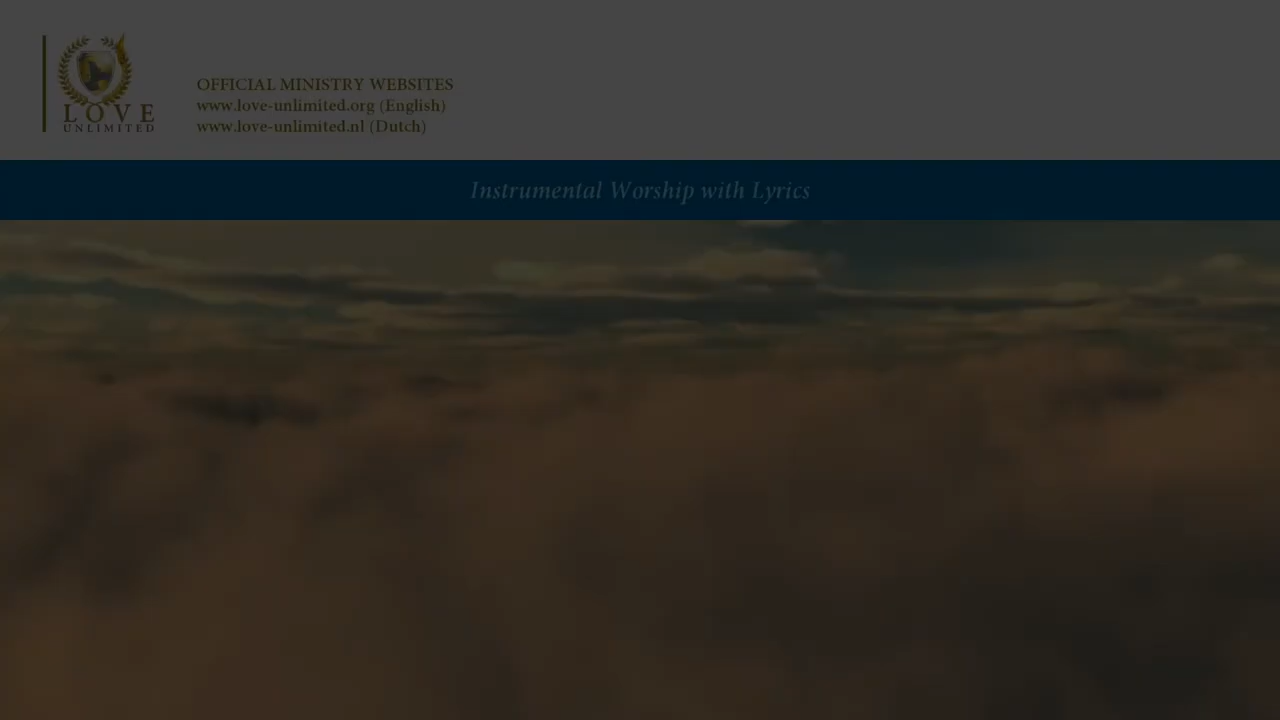 LOVE
UNLIMITED
OFFICIAL MINISTRY WEBSITES
www.love-unlimited.org (English)
www.love-unlimited.nl (Dutch)
Instrumental Worship with Lyrics